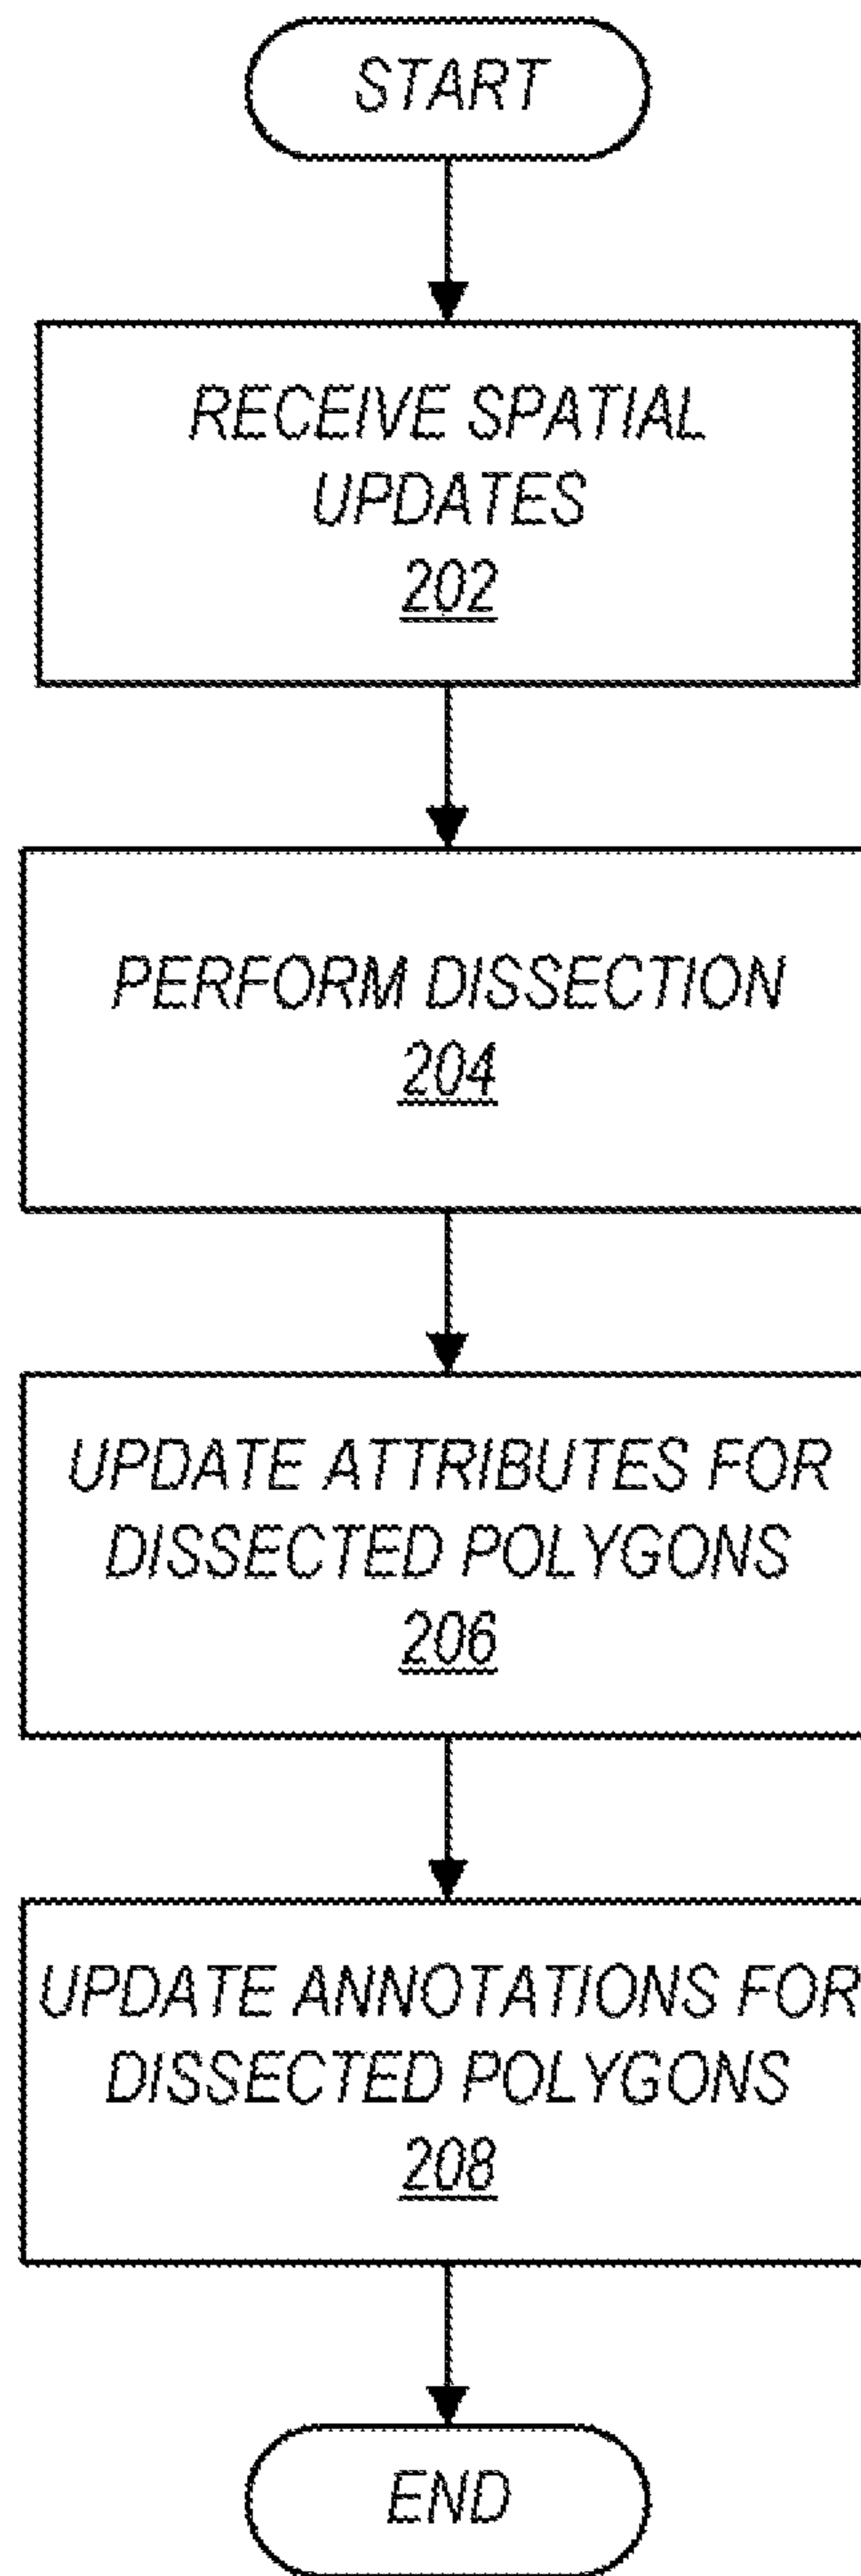 START
RECEIVE SPATIAL
UPDATES
202
PERFORM DISSECTION
204
UPDATE ATTRIBUTES FOR
DISSECTED POLYGONS
206
UPDATE ANNOTATIONS FOR
DISSECTED POLYGONS
208
END